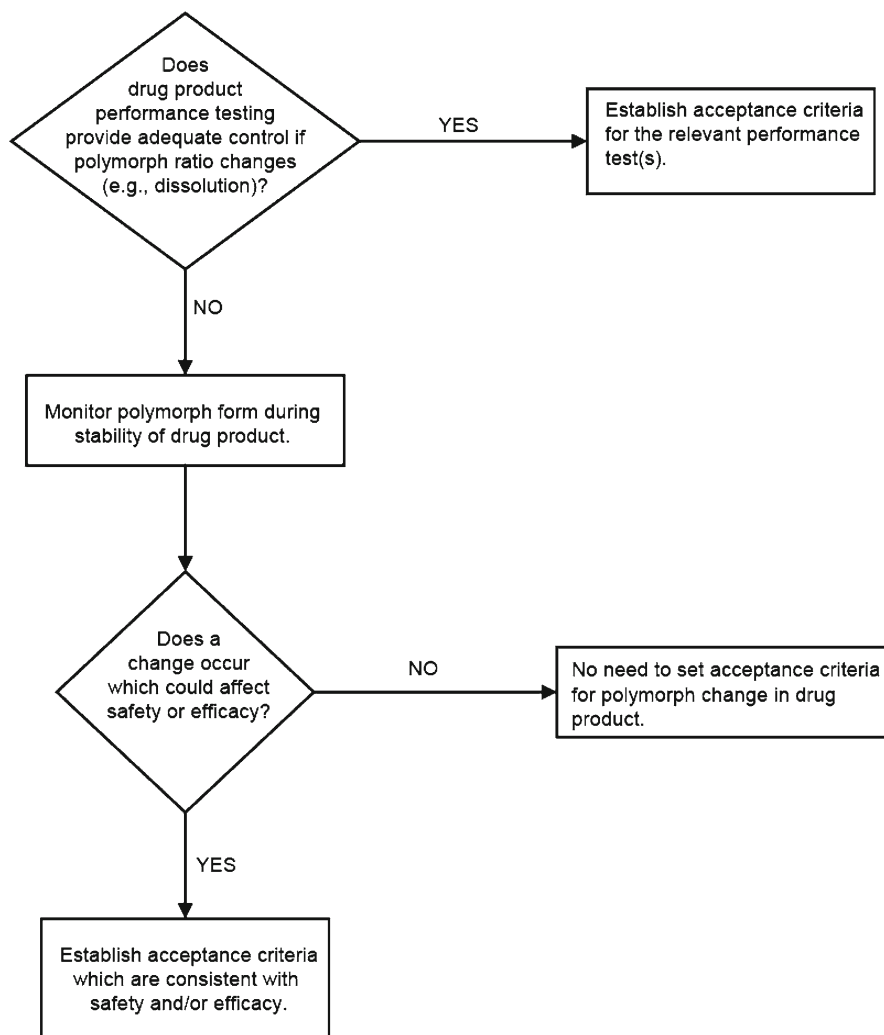 Does
drug product
performance testing
provide adequate control if
polymorph ratio changes
(e.g., dissolution)?
YES
Establish acceptance criteria
for the relevant performance
test(s).
NO
Monitor polymorph form during
stability of drug product.
Does a
change occur
which could affect
safety or efficacy?
NO
No need to set acceptance criteria
for polymorph change in drug
product.
YES
Establish acceptance criteria
which are consistent with
safety and/or efficacy.